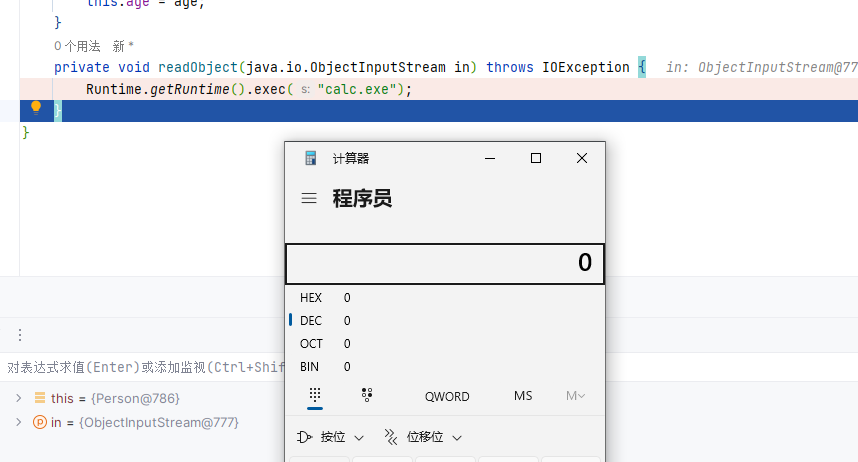 this.age = age;
}
0 个用法 新 *
private void readObject(java.io.ObjectInputStream in) throws IOException { in: ObjectInputStream@77
Runtime.getRuntime().exec( s: "calc.exe");
}
}
计算器
程序员
0
HEX 0
DEC 0
OCT 0
BIN 0
QWORD MS M
按位 位移位
对表达式求值(Enter)或添加监视(Ctrl+Shif
this = {Person@786}
p in = {ObjectInputStream@777}